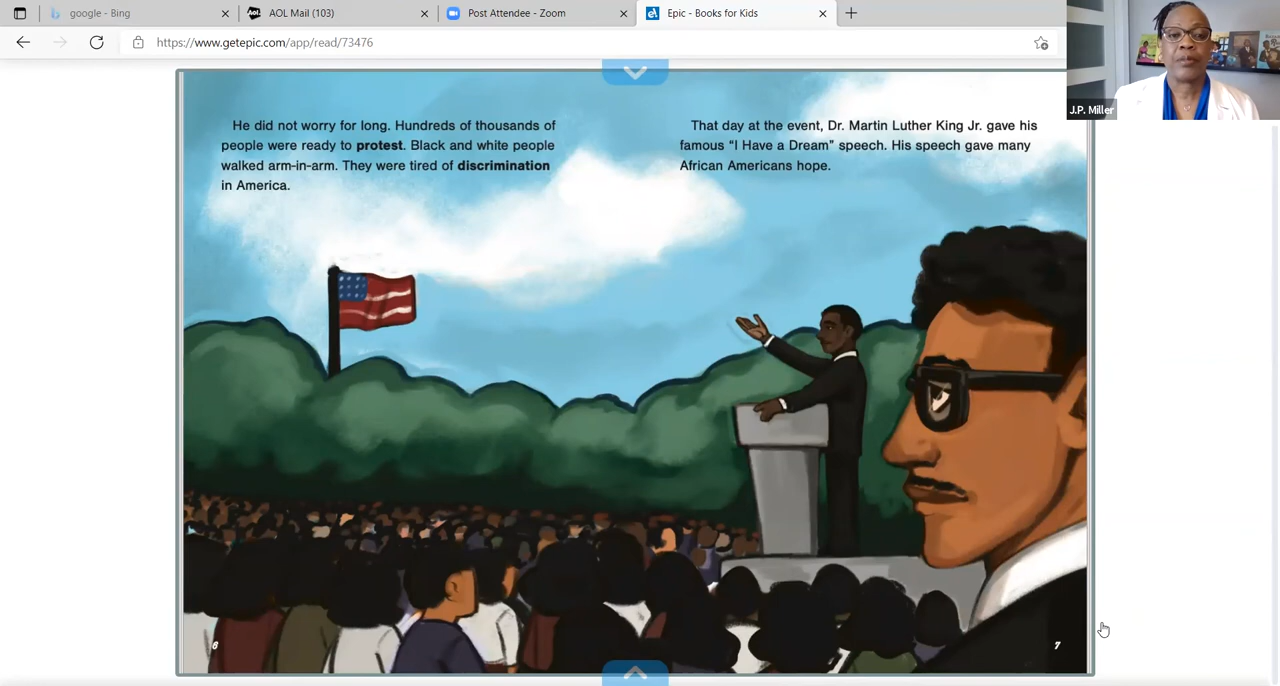 google - Bing
AOL Mail (103)
Post Attendee - Zoom
Epic - Books for Kids
https://www.getepic.com/app/read/73476
J.P. Miller
He did not worry for long. Hundreds of thousands of
people were ready to protest. Black and white people
walked arm-in-arm. They were tired of discrimination
in America.
That day at the event, Dr. Martin Luther King Jr. gave his
famous “I Have a Dream” speech. His speech gave many
African Americans hope.
6
7